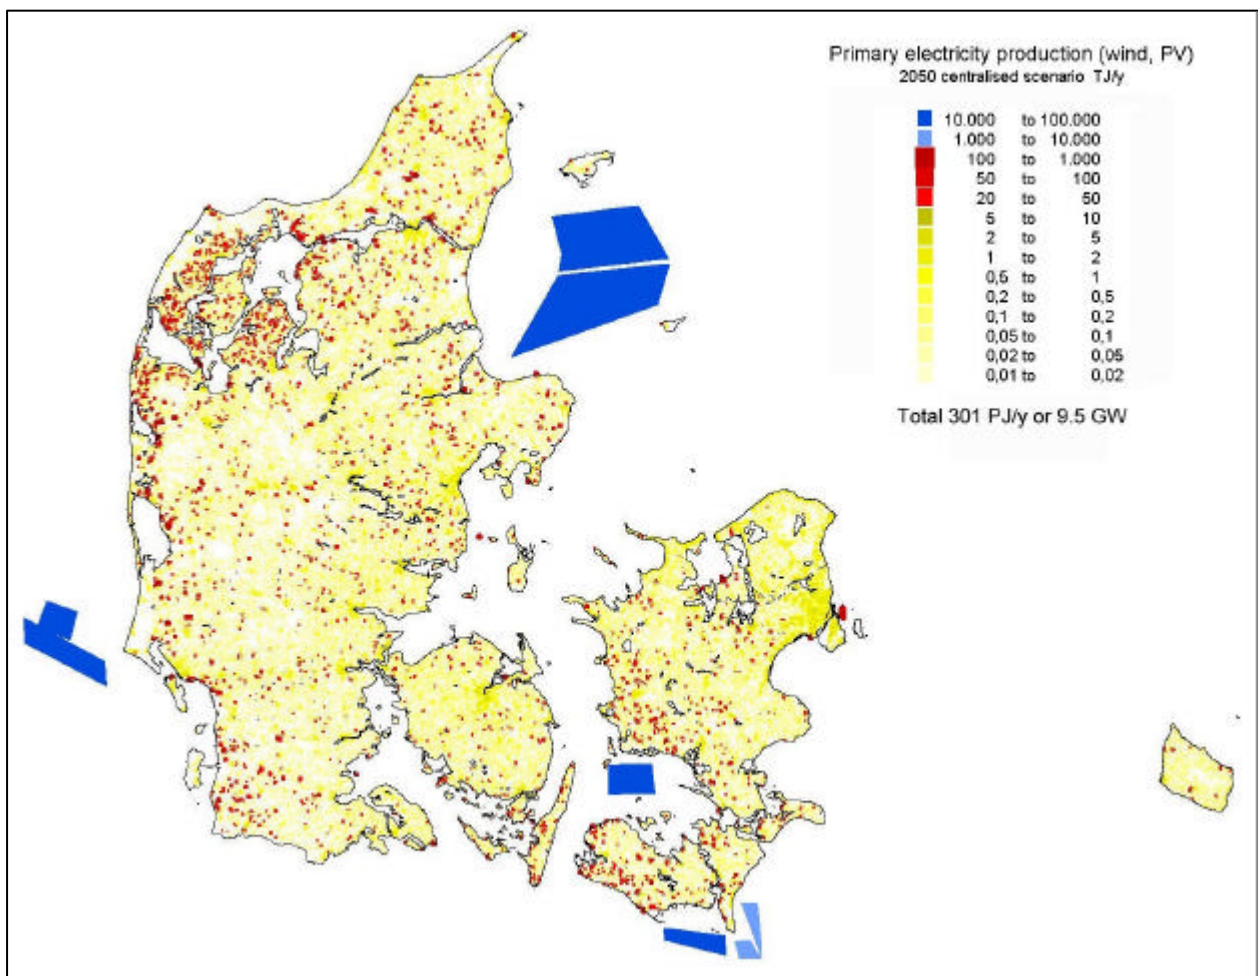 Primary electricity production (wind, PV)
2050 centralised scenario TJ/y
10.000 to 100.000
1.000 to 10.000
100 to 1.000
50 to 100
20 to 50
5 to 10
2 to 5
1 to 2
0,5 to 1
0,2 to 0,5
0,1 to 0,2
0,05 to 0,1
0,02 to 0,05
0,01 to 0,02
Total 301 PJ/y or 9.5 GW